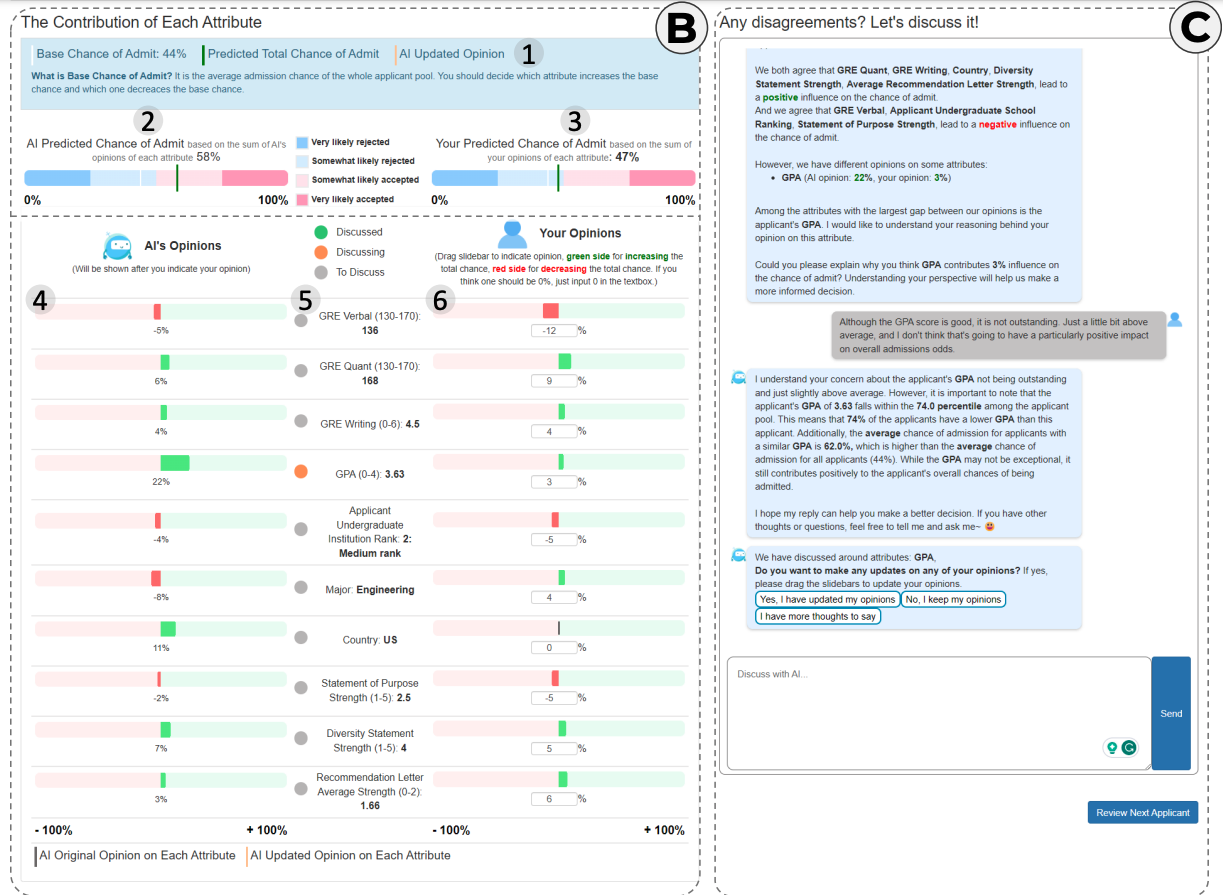 The Contribution of Each Attribute
B
Base Chance of Admit: 44%
Predicted Total Chance of Admit
AI Updated Opinion
1
What is Base Chance of Admit? It is the average admission chance of the whole applicant pool. You should decide which attribute increases the base
chance and which one decreases the base chance.
2
AI Predicted Chance of Admit based on the sum of AI's
opinions of each attribute 58%
0%
100%
Very likely rejected
Somewhat likely rejected
Somewhat likely accepted
Very likely accepted
3
Your Predicted Chance of Admit based on the sum of
your opinions of each attribute: 47%
0%
100%
AI's Opinions
(Will be shown after you indicate your opinion)
Discussed
Discussing
To Discuss
Your Opinions
(Drag slidebar to indicate opinion, green side for increasing the
total chance, red side for decreasing the total chance. If you
think one should be 0%, just input 0 in the textbox.)
4
5
6
-5%
GRE Verbal (130-170):
136
-12 %
6%
GRE Quant (130-170):
168
9 %
4%
GRE Writing (0-6): 4.5
4 %
22%
GPA (0-4): 3.63
3 %
-4%
Applicant
Undergraduate
Institution Rank: 2:
Medium rank
-5 %
-8%
Major: Engineering
4 %
11%
Country: US
0 %
-2%
Statement of Purpose
Strength (1-5): 2.5
-5 %
7%
Diversity Statement
Strength (1-5): 4
5 %
3%
Recommendation Letter
Average Strength (0-2):
1.66
6 %
- 100%
+ 100%
- 100%
+ 100%
AI Original Opinion on Each Attribute
AI Updated Opinion on Each Attribute
Any disagreements? Let's discuss it!
C
We both agree that GRE Quant, GRE Writing, Country, Diversity
Statement Strength, Average Recommendation Letter Strength, lead to
a positive influence on the chance of admit.
And we agree that GRE Verbal, Applicant Undergraduate School
Ranking, Statement of Purpose Strength, lead to a negative influence on
the chance of admit.
However, we have different opinions on some attributes:
• GPA (AI opinion: 22%, your opinion: 3%)
Among the attributes with the largest gap between our opinions is the
applicant's GPA. I would like to understand your reasoning behind your
opinion on this attribute.
Could you please explain why you think GPA contributes 3% influence on
the chance of admit? Understanding your perspective will help us make a
more informed decision.
Although the GPA score is good, it is not outstanding. Just a little bit above
average, and I don't think that's going to have a particularly positive impact
on overall admissions odds.
I understand your concern about the applicant's GPA not being outstanding
and just slightly above average. However, it is important to note that the
applicant's GPA of 3.63 falls within the 74.0 percentile among the applicant
pool. This means that 74% of the applicants have a lower GPA than this
applicant. Additionally, the average chance of admission for applicants with
a similar GPA is 62.0%, which is higher than the average chance of
admission for all applicants (44%). While the GPA may not be exceptional, it
still contributes positively to the applicant's overall chances of being
admitted.
I hope my reply can help you make a better decision. If you have other
thoughts or questions, feel free to tell me and ask me~
We have discussed around attributes: GPA,
Do you want to make any updates on any of your opinions? If yes,
please drag the slidebars to update your opinions.
Yes, I have updated my opinions
No, I keep my opinions
I have more thoughts to say
Discuss with AI...
Send
Review Next Applicant